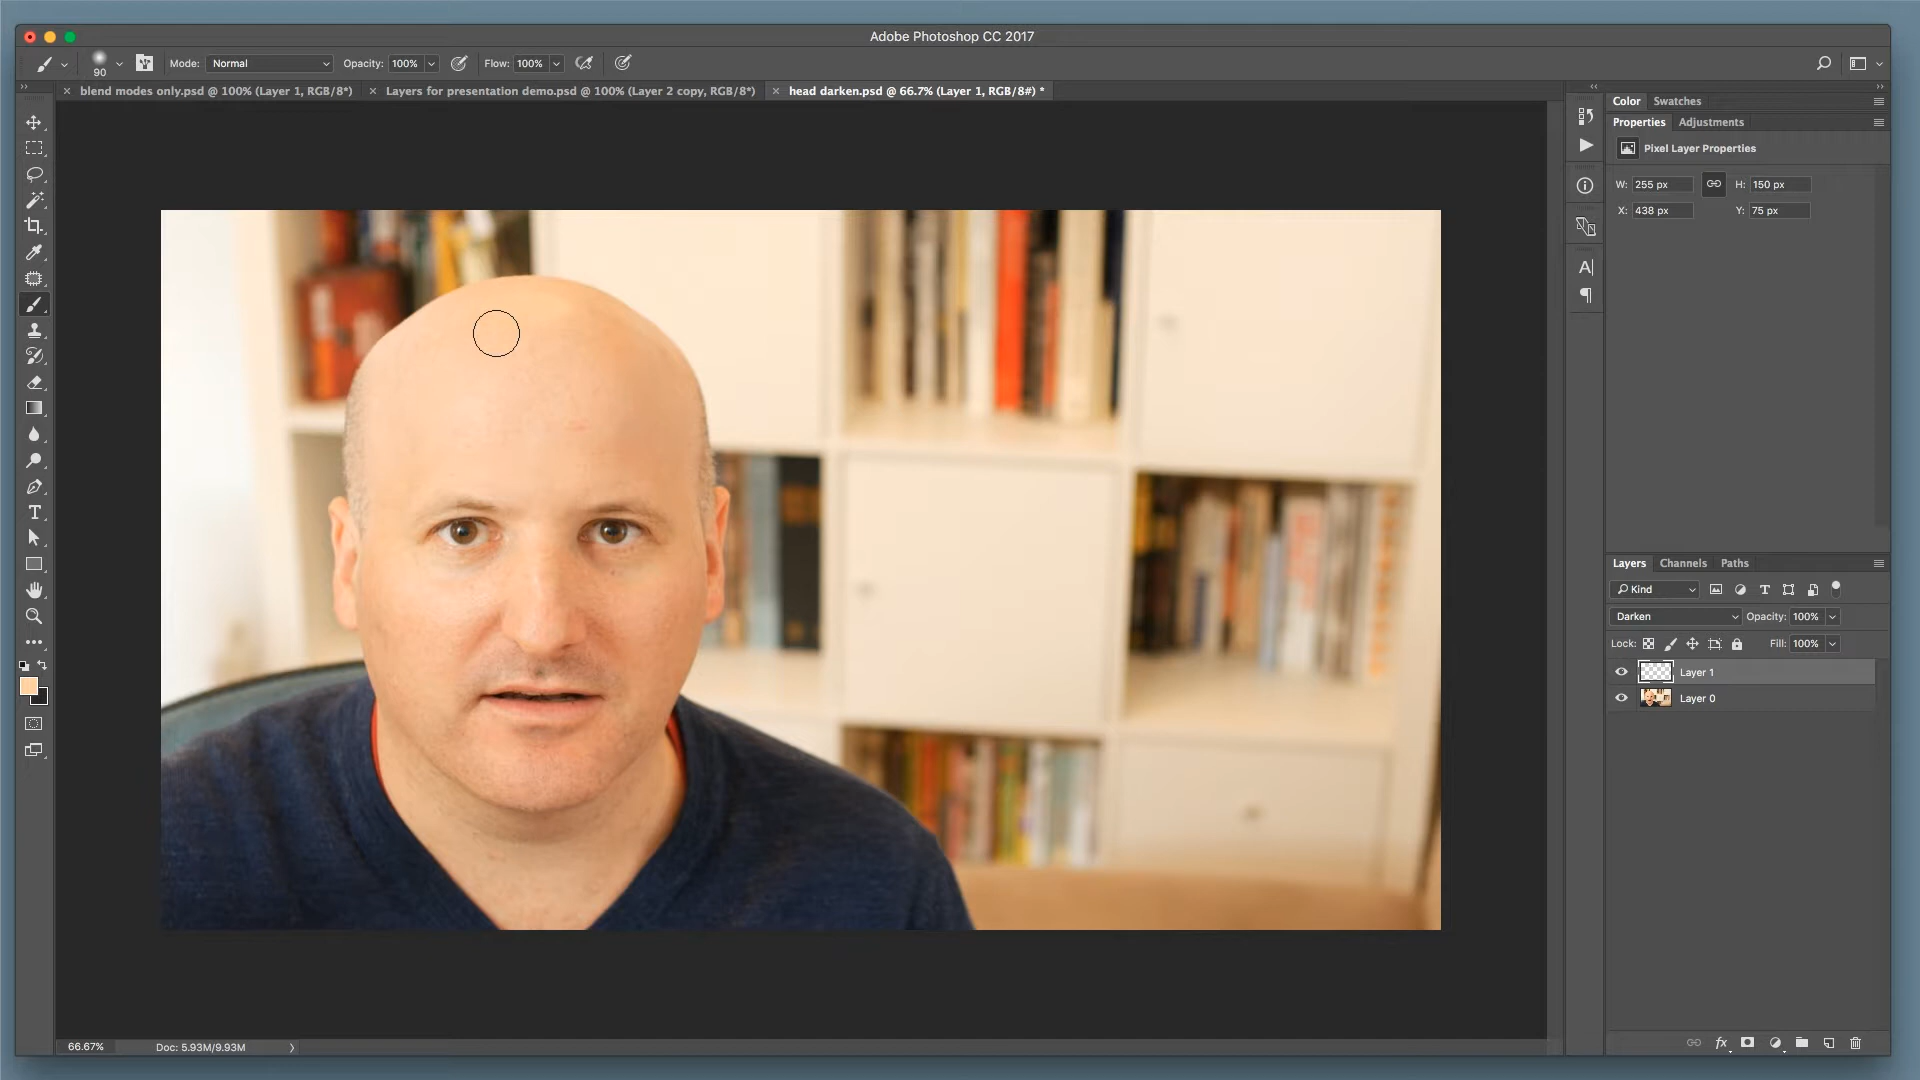 Adobe Photoshop CC 2017
90
Mode: Normal
Opacity: 100%
Flow: 100%
blend modes only.psd @ 100% (Layer 1, RGB/8*)
Layers for presentation demo.psd @ 100% (Layer 2 copy, RGB/8*)
head darken.psd @ 66.7% (Layer 1, RGB/8#) *
Color
Swatches
Properties
Adjustments
Pixel Layer Properties
W: 255 px
H: 150 px
X: 438 px
Y: 75 px
Layers
Channels
Paths
Kind
Darken
Opacity: 100%
Lock:
Fill: 100%
Layer 1
Layer 0
66.67%
Doc: 5.93M/9.93M